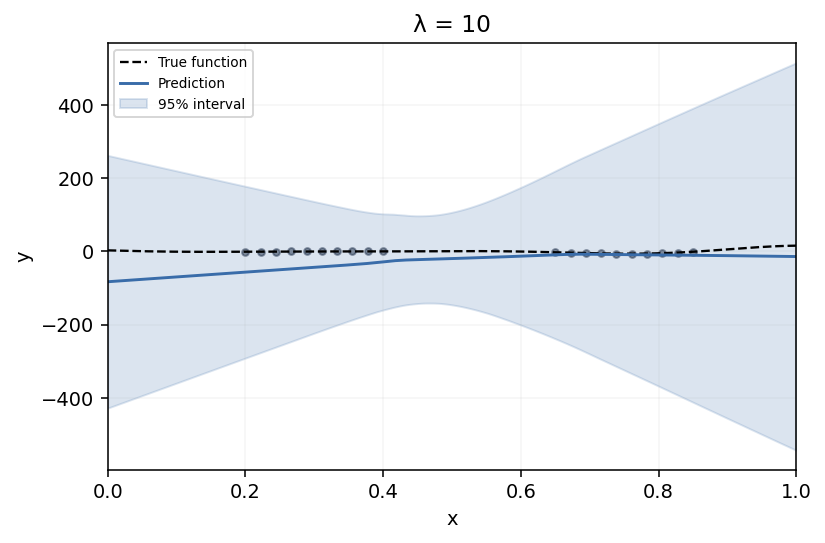 λ = 10
True function
Prediction
95% interval
400
200
0
−200
−400
y
0.0 0.2 0.4 0.6 0.8 1.0
x